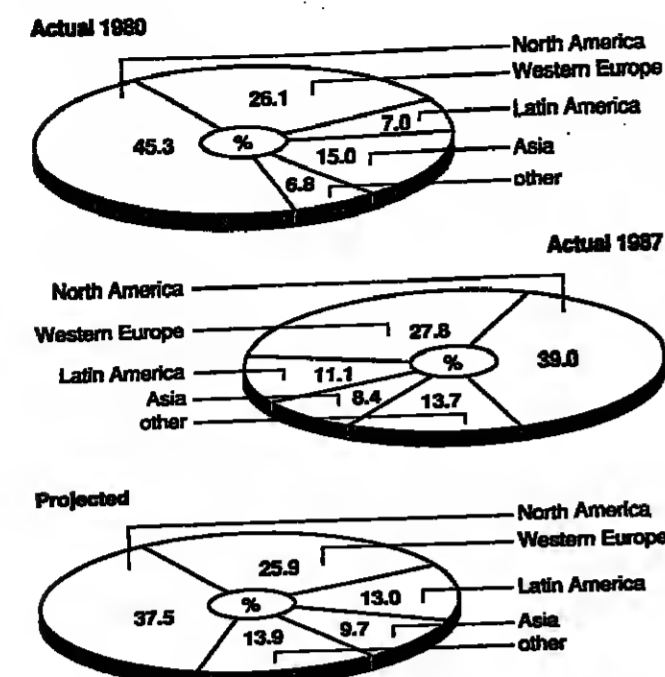 Actual 1980
North America
Western Europe
26.1
Latin America
7.0
45.3
%
15.0
Asia
6.8
other
Actual 1987
North America
Western Europe
27.8
39.0
%
Latin America
11.1
Asia
8.4
13.7
other
Projected
North America
Western Europe
25.9
Latin America
13.0
37.5
%
Asia
9.7
13.9
other